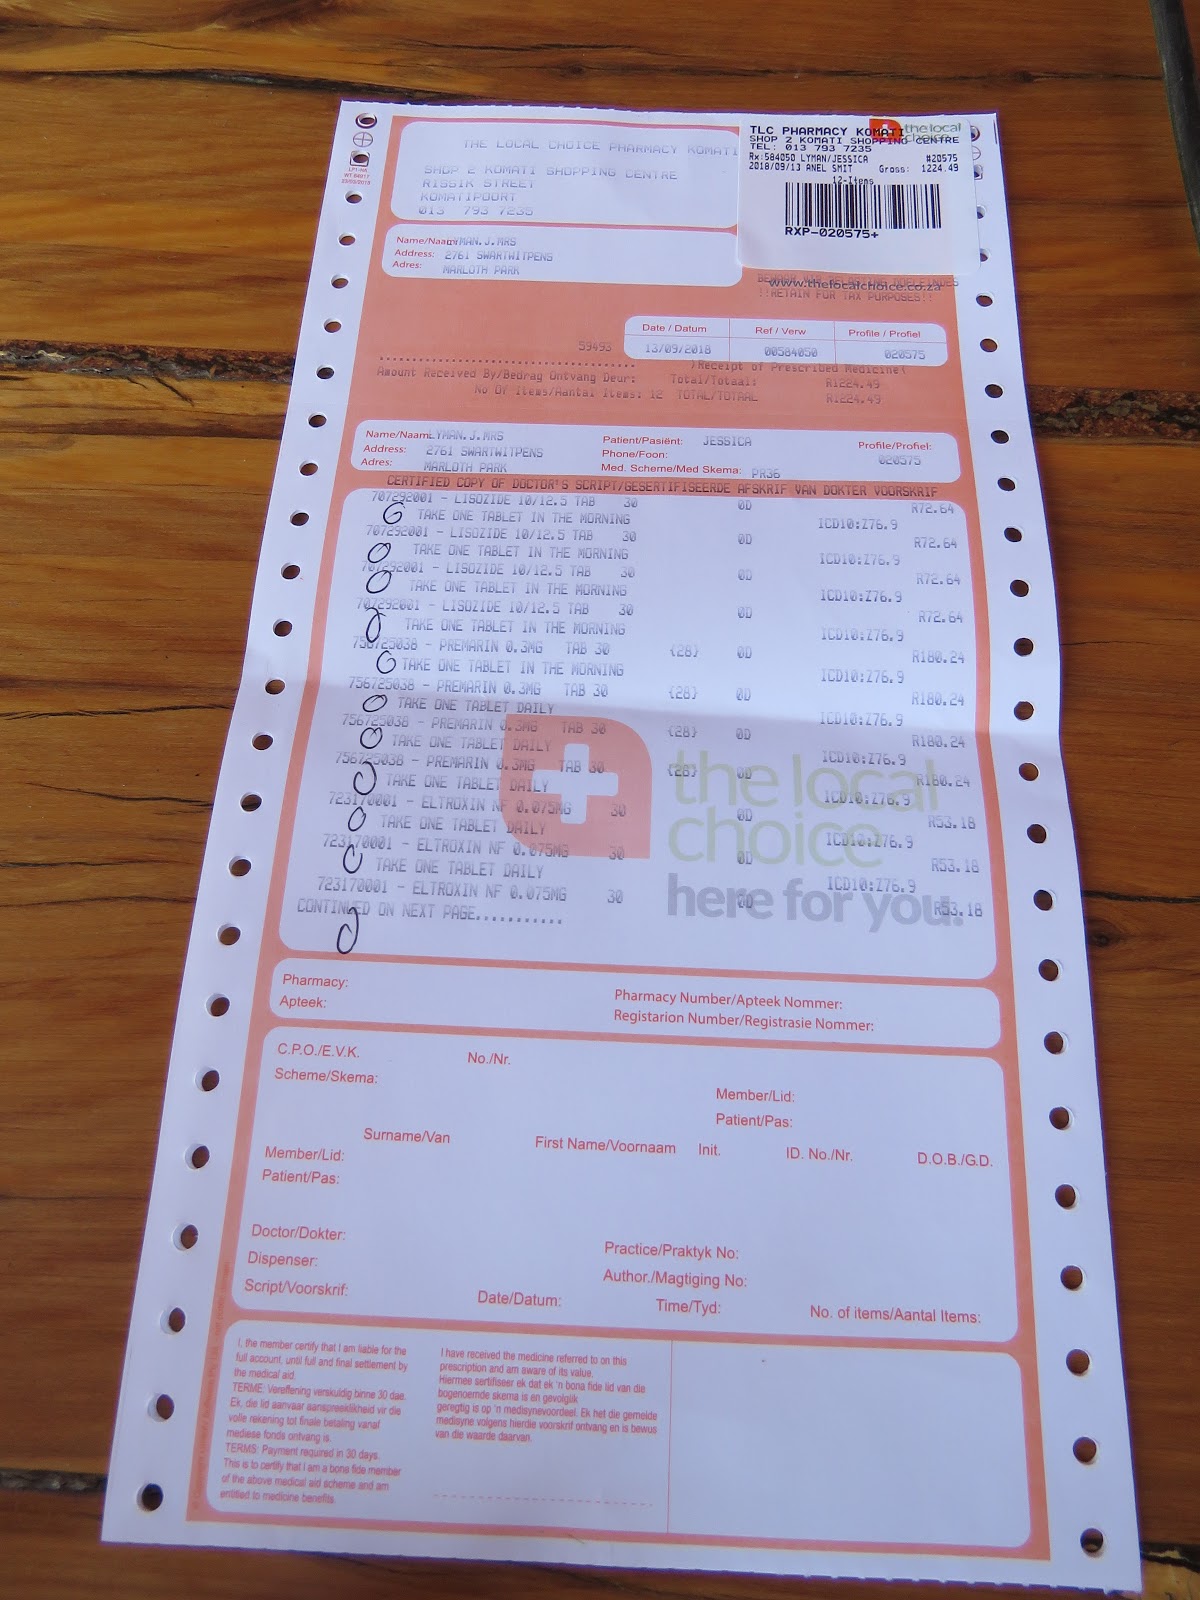 the local
choice
TLC PHARMACY KOMATI
SHOP 2 KOMATI SHOPPING CENTRE
TEL: 013 793 7235
Rx:584050 LYMAN/JESSICA #20575
2018/09/13 ANEL SMIT Gross: 1224.49
12-Items
RXP-020575+
THE LOCAL CHOICE PHARMACY KOMATI
SHOP 2 KOMATI SHOPPING CENTRE
RISSIK STREET
KOMATIPOORT
013 793 7235
Name/Naam: LYMAN.J.MRS
Address: 2761 SWARTWITPENS
Adres: MARLOTH PARK
www.thelocalchoice.co.za
!!RETAIN FOR TAX PURPOSES!!
Date / Datum Ref / Verw Profile / Profiel
59493 13/09/2018 00584050 020575
)Receipt of Prescribed Medicine(
Amount Received By/Bedrag Ontvang Deur: Total/Totaal: R1224.49
No Of Items/Aantal Items: 12 TOTAL/TOTAAL R1224.49
Name/Naam: LYMAN.J.MRS Patient/Pasiënt: JESSICA Profile/Profiel:
Address: 2761 SWARTWITPENS Phone/Foon: 020575
Adres: MARLOTH PARK Med. Scheme/Med Skema: PR36
CERTIFIED COPY OF DOCTOR'S SCRIPT/GESERTIFISEERDE AFSKRIF VAN DOKTER VOORSKRIF
707292001 - LISOZIDE 10/12.5 TAB 30 0D R72.64
TAKE ONE TABLET IN THE MORNING ICD10:Z76.9
707292001 - LISOZIDE 10/12.5 TAB 30 0D R72.64
TAKE ONE TABLET IN THE MORNING ICD10:Z76.9
707292001 - LISOZIDE 10/12.5 TAB 30 0D R72.64
TAKE ONE TABLET IN THE MORNING ICD10:Z76.9
707292001 - LISOZIDE 10/12.5 TAB 30 0D R72.64
TAKE ONE TABLET IN THE MORNING ICD10:Z76.9
756725038 - PREMARIN 0.3MG TAB 30 {28} 0D R180.24
TAKE ONE TABLET IN THE MORNING ICD10:Z76.9
756725038 - PREMARIN 0.3MG TAB 30 {28} 0D R180.24
TAKE ONE TABLET DAILY ICD10:Z76.9
756725038 - PREMARIN 0.3MG TAB 30 {28} 0D R180.24
TAKE ONE TABLET DAILY ICD10:Z76.9
756725038 - PREMARIN 0.3MG TAB 30 {28} 0D R180.24
TAKE ONE TABLET DAILY ICD10:Z76.9
723170001 - ELTROXIN NF 0.075MG 30 0D R53.18
TAKE ONE TABLET DAILY ICD10:Z76.9
723170001 - ELTROXIN NF 0.075MG 30 0D R53.18
TAKE ONE TABLET DAILY ICD10:Z76.9
723170001 - ELTROXIN NF 0.075MG 30 0D R53.18
CONTINUED ON NEXT PAGE............
the local
choice
here for you.
Pharmacy:
Apteek:
Pharmacy Number/Apteek Nommer:
Registarion Number/Registrasie Nommer:
C.P.O./E.V.K. No./Nr.
Scheme/Skema:
Member/Lid:
Patient/Pas:
Surname/Van First Name/Voornaam Init. ID. No./Nr. D.O.B./G.D.
Member/Lid:
Patient/Pas:
Doctor/Dokter: Practice/Praktyk No:
Dispenser: Author./Magtiging No:
Script/Voorskrif: Date/Datum: Time/Tyd: No. of items/Aantal Items:
I, the member certify that I am liable for the
full account, until full and final settlement by
the medical aid.
TERME: Vereffening verskuldig binne 30 dae.
Ek, die lid aanvaar aanspreeklikheid vir die
volle rekening tot finale betaling vanaf
mediese fonds ontvang is.
TERMS: Payment required in 30 days.
This is to certify that I am a bona fide member
of the above medical aid scheme and am
entitled to medicine benefits.
I have received the medicine referred to on this
prescription and am aware of its value.
Hiermee sertifiseer ek dat ek 'n bona fide lid van die
bogenoemde skema is en gevolglik
geregtig is op 'n medisynevoordeel. Ek het die gemelde
medisyne volgens hierdie voorskrif ontvang en is bewus
van die waarde daarvan.